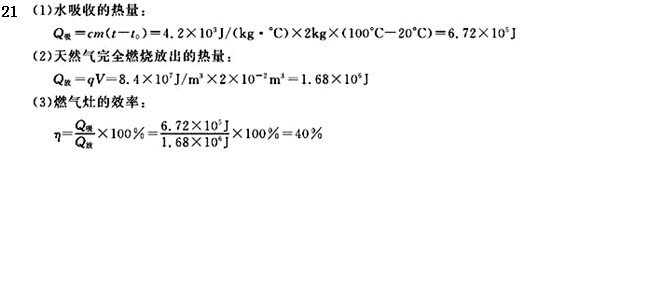 21 (1)水吸收的热量:
Q吸=cm(t-t₀)=4.2×10³J/(kg·°C)×2kg×(100°C-20°C)=6.72×10⁵J
(2)天然气完全燃烧放出的热量:
Q放=qV=8.4×10⁷J/m³×2×10⁻²m³=1.68×10⁶J
(3)燃气灶的效率:
η=Q吸/Q放×100%=6.72×10⁵J/1.68×10⁶J×100%=40%